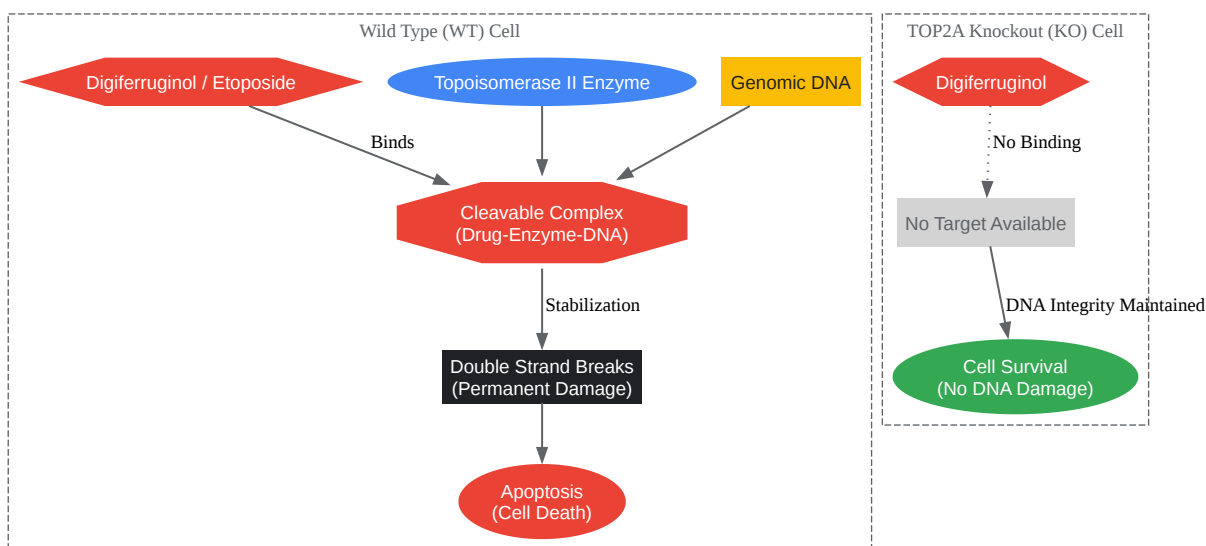 Wild Type (WT) Cell
Digiferruginol / Etoposide
Topoisomerase II Enzyme
Genomic DNA
Binds
Cleavable Complex
(Drug-Enzyme-DNA)
Stabilization
Double Strand Breaks
(Permanent Damage)
Apoptosis
(Cell Death)
TOP2A Knockout (KO) Cell
Digiferruginol
No Binding
No Target Available
DNA Integrity Maintained
Cell Survival
(No DNA Damage)